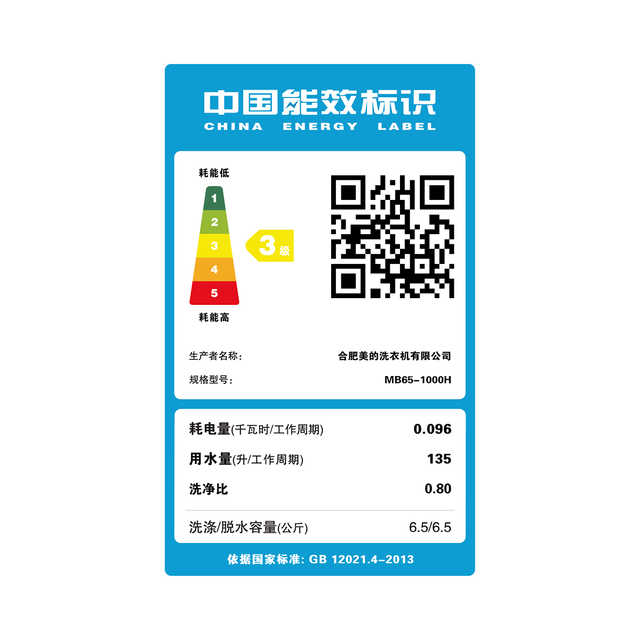 中国能效标识
CHINA ENERGY LABEL
耗能低
1
2
3
4
5
3级
耗能高
生产者名称: 合肥美的洗衣机有限公司
规格型号: MB65-1000H
耗电量(千瓦时/工作周期) 0.096
用水量(升/工作周期) 135
洗净比 0.80
洗涤/脱水容量(公斤) 6.5/6.5
依据国家标准: GB 12021.4-2013